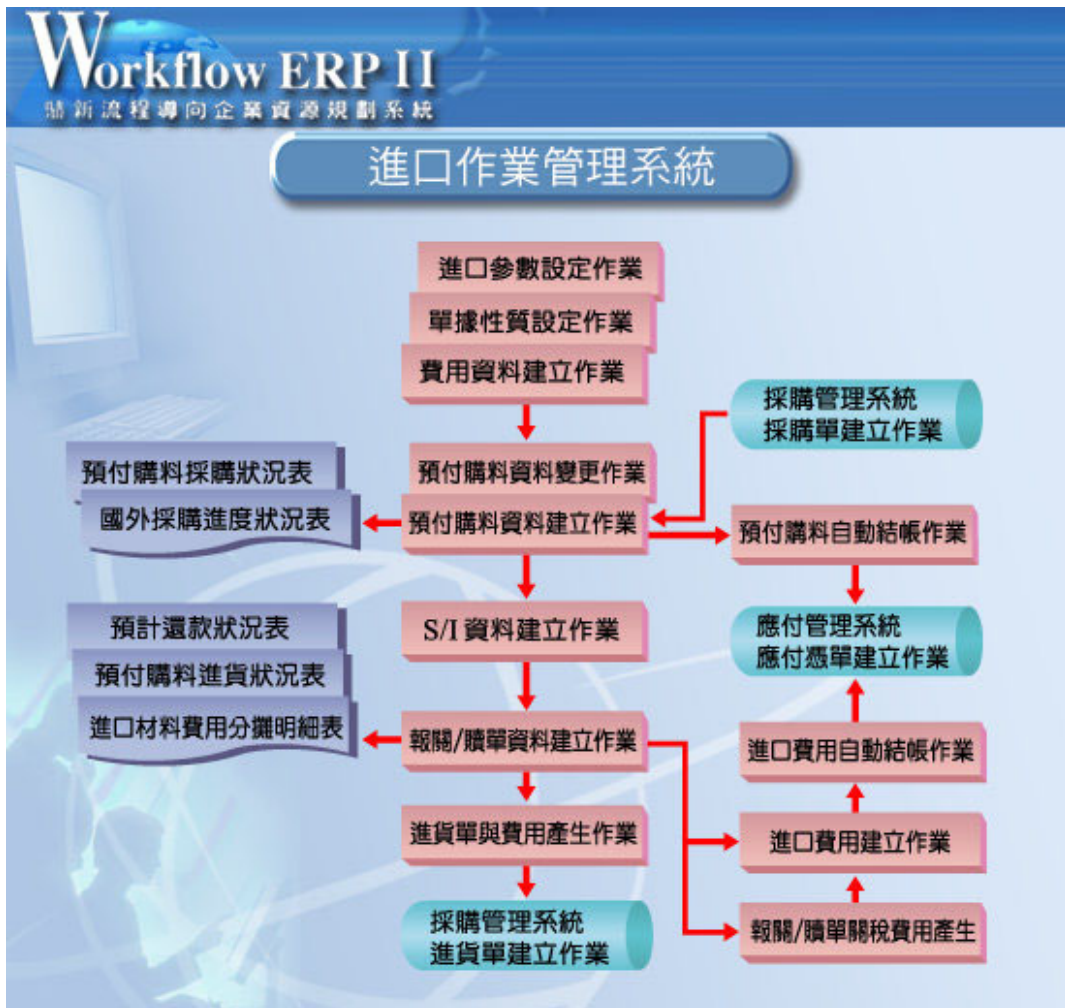 Workflow ERP II
鼎新流程導向企業資源規劃系統
進口作業管理系統
進口參數設定作業
單據性質設定作業
費用資料建立作業
採購管理系統
採購單建立作業
預付購料採購狀況表
國外採購進度狀況表
預付購料資料變更作業
預付購料資料建立作業
預付購料自動結帳作業
預計還款狀況表
預付購料進貨狀況表
進口材料費用分攤明細表
S/I 資料建立作業
應付管理系統
應付憑單建立作業
報關/贖單資料建立作業
進口費用自動結帳作業
進貨單與費用產生作業
進口費用建立作業
採購管理系統
進貨單建立作業
報關/贖單關稅費用產生